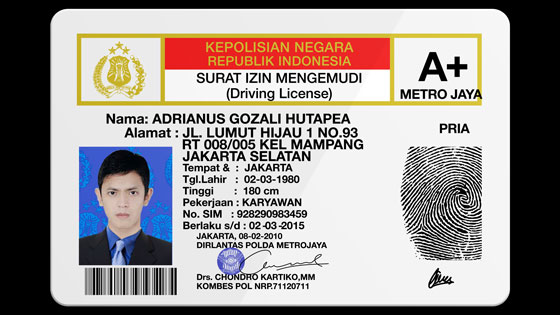 KEPOLISIAN NEGARA
REPUBLIK INDONESIA
SURAT IZIN MENGEMUDI
(Driving License)
A+
METRO JAYA
Nama: ADRIANUS GOZALI HUTAPEA
Alamat : JL. LUMUT HIJAU 1 NO.93
RT 008/005 KEL MAMPANG
JAKARTA SELATAN
PRIA
Tempat & : JAKARTA
Tgl.Lahir : 02-03-1980
Tinggi : 180 cm
Pekerjaan : KARYAWAN
No. SIM : 928290983459
Berlaku s/d : 02-03-2015
JAKARTA, 08-02-2010
DIRLANTAS POLDA METROJAYA
Drs. CHONDRO KARTIKO,MM
KOMBES POL NRP.71120711